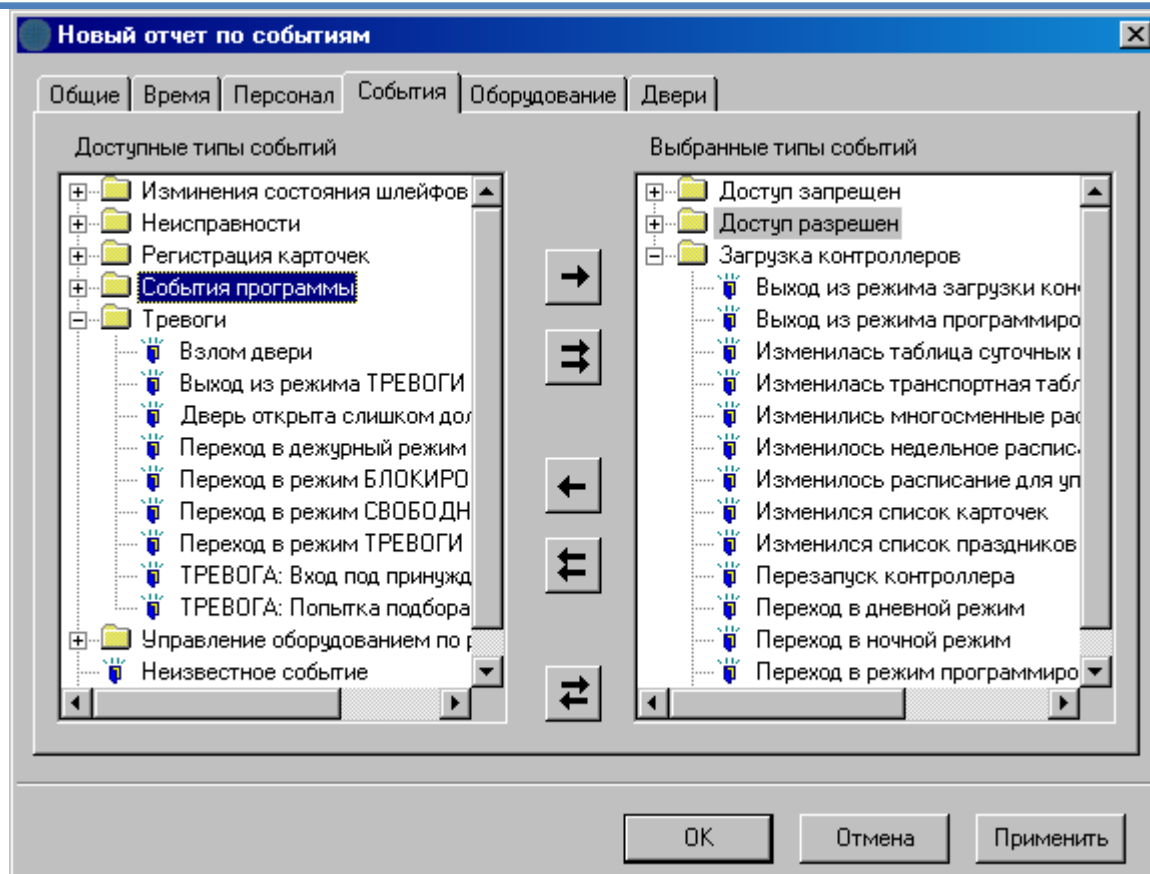 Новый отчет по событиям
Общие Время Персонал События Оборудование Двери
Доступные типы событий
Изминения состояния шлейфов
Неисправности
Регистрация карточек
События программы
Тревоги
Взлом двери
Выход из режима ТРЕВОГИ
Дверь открыта слишком дол
Переход в дежурный режим
Переход в режим БЛОКИРО
Переход в режим СВОБОДН
Переход в режим ТРЕВОГИ
ТРЕВОГА: Вход под принужд
ТРЕВОГА: Попытка подбора
Управление оборудованием по р
Неизвестное событие
Выбранные типы событий
Доступ запрещен
Доступ разрешен
Загрузка контроллеров
Выход из режима загрузки кон
Выход из режима программиро
Изменилась таблица суточных
Изменилась транспортная табл
Изменились многосменные рас
Изменилось недельное распис
Изменилось расписание для уп
Изменился список карточек
Изменился список праздников
Перезапуск контроллера
Переход в дневной режим
Переход в ночной режим
Переход в режим программиро
OK Отмена Применить